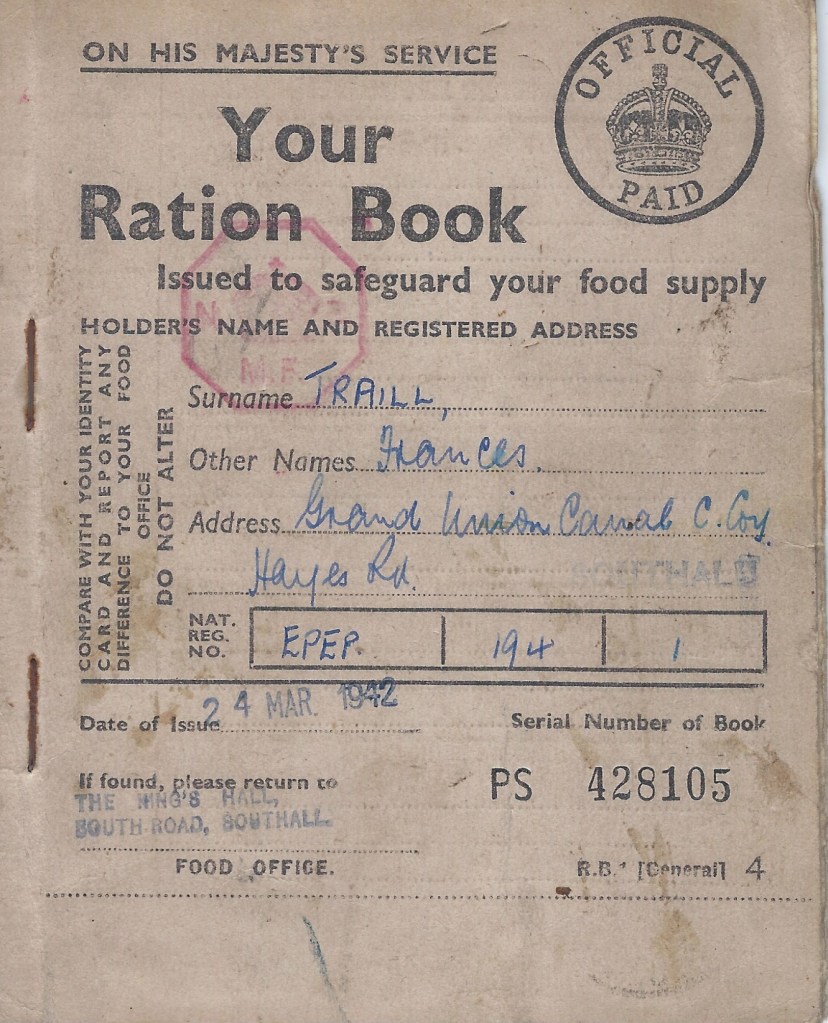 ON HIS MAJESTY'S SERVICE
OFFICIAL
PAID
Your
Ration Book
Issued to safeguard your food supply
HOLDER'S NAME AND REGISTERED ADDRESS
COMPARE WITH YOUR IDENTITY
CARD AND REPORT ANY
DIFFERENCE TO YOUR FOOD
OFFICE
DO NOT ALTER
Surname TRAILL,
Other Names Frances.
Address Grand Union Canal C. Coy.
Hayes Rd. SOUTHALL
NAT.
REG.
NO.
EPEP. 194 1
Date of Issue 24 MAR. 1942
Serial Number of Book
If found, please return to
PS 428105
THE KING'S HALL,
SOUTH ROAD, SOUTHALL.
FOOD OFFICE.
R.B. [General] 4
M.F.